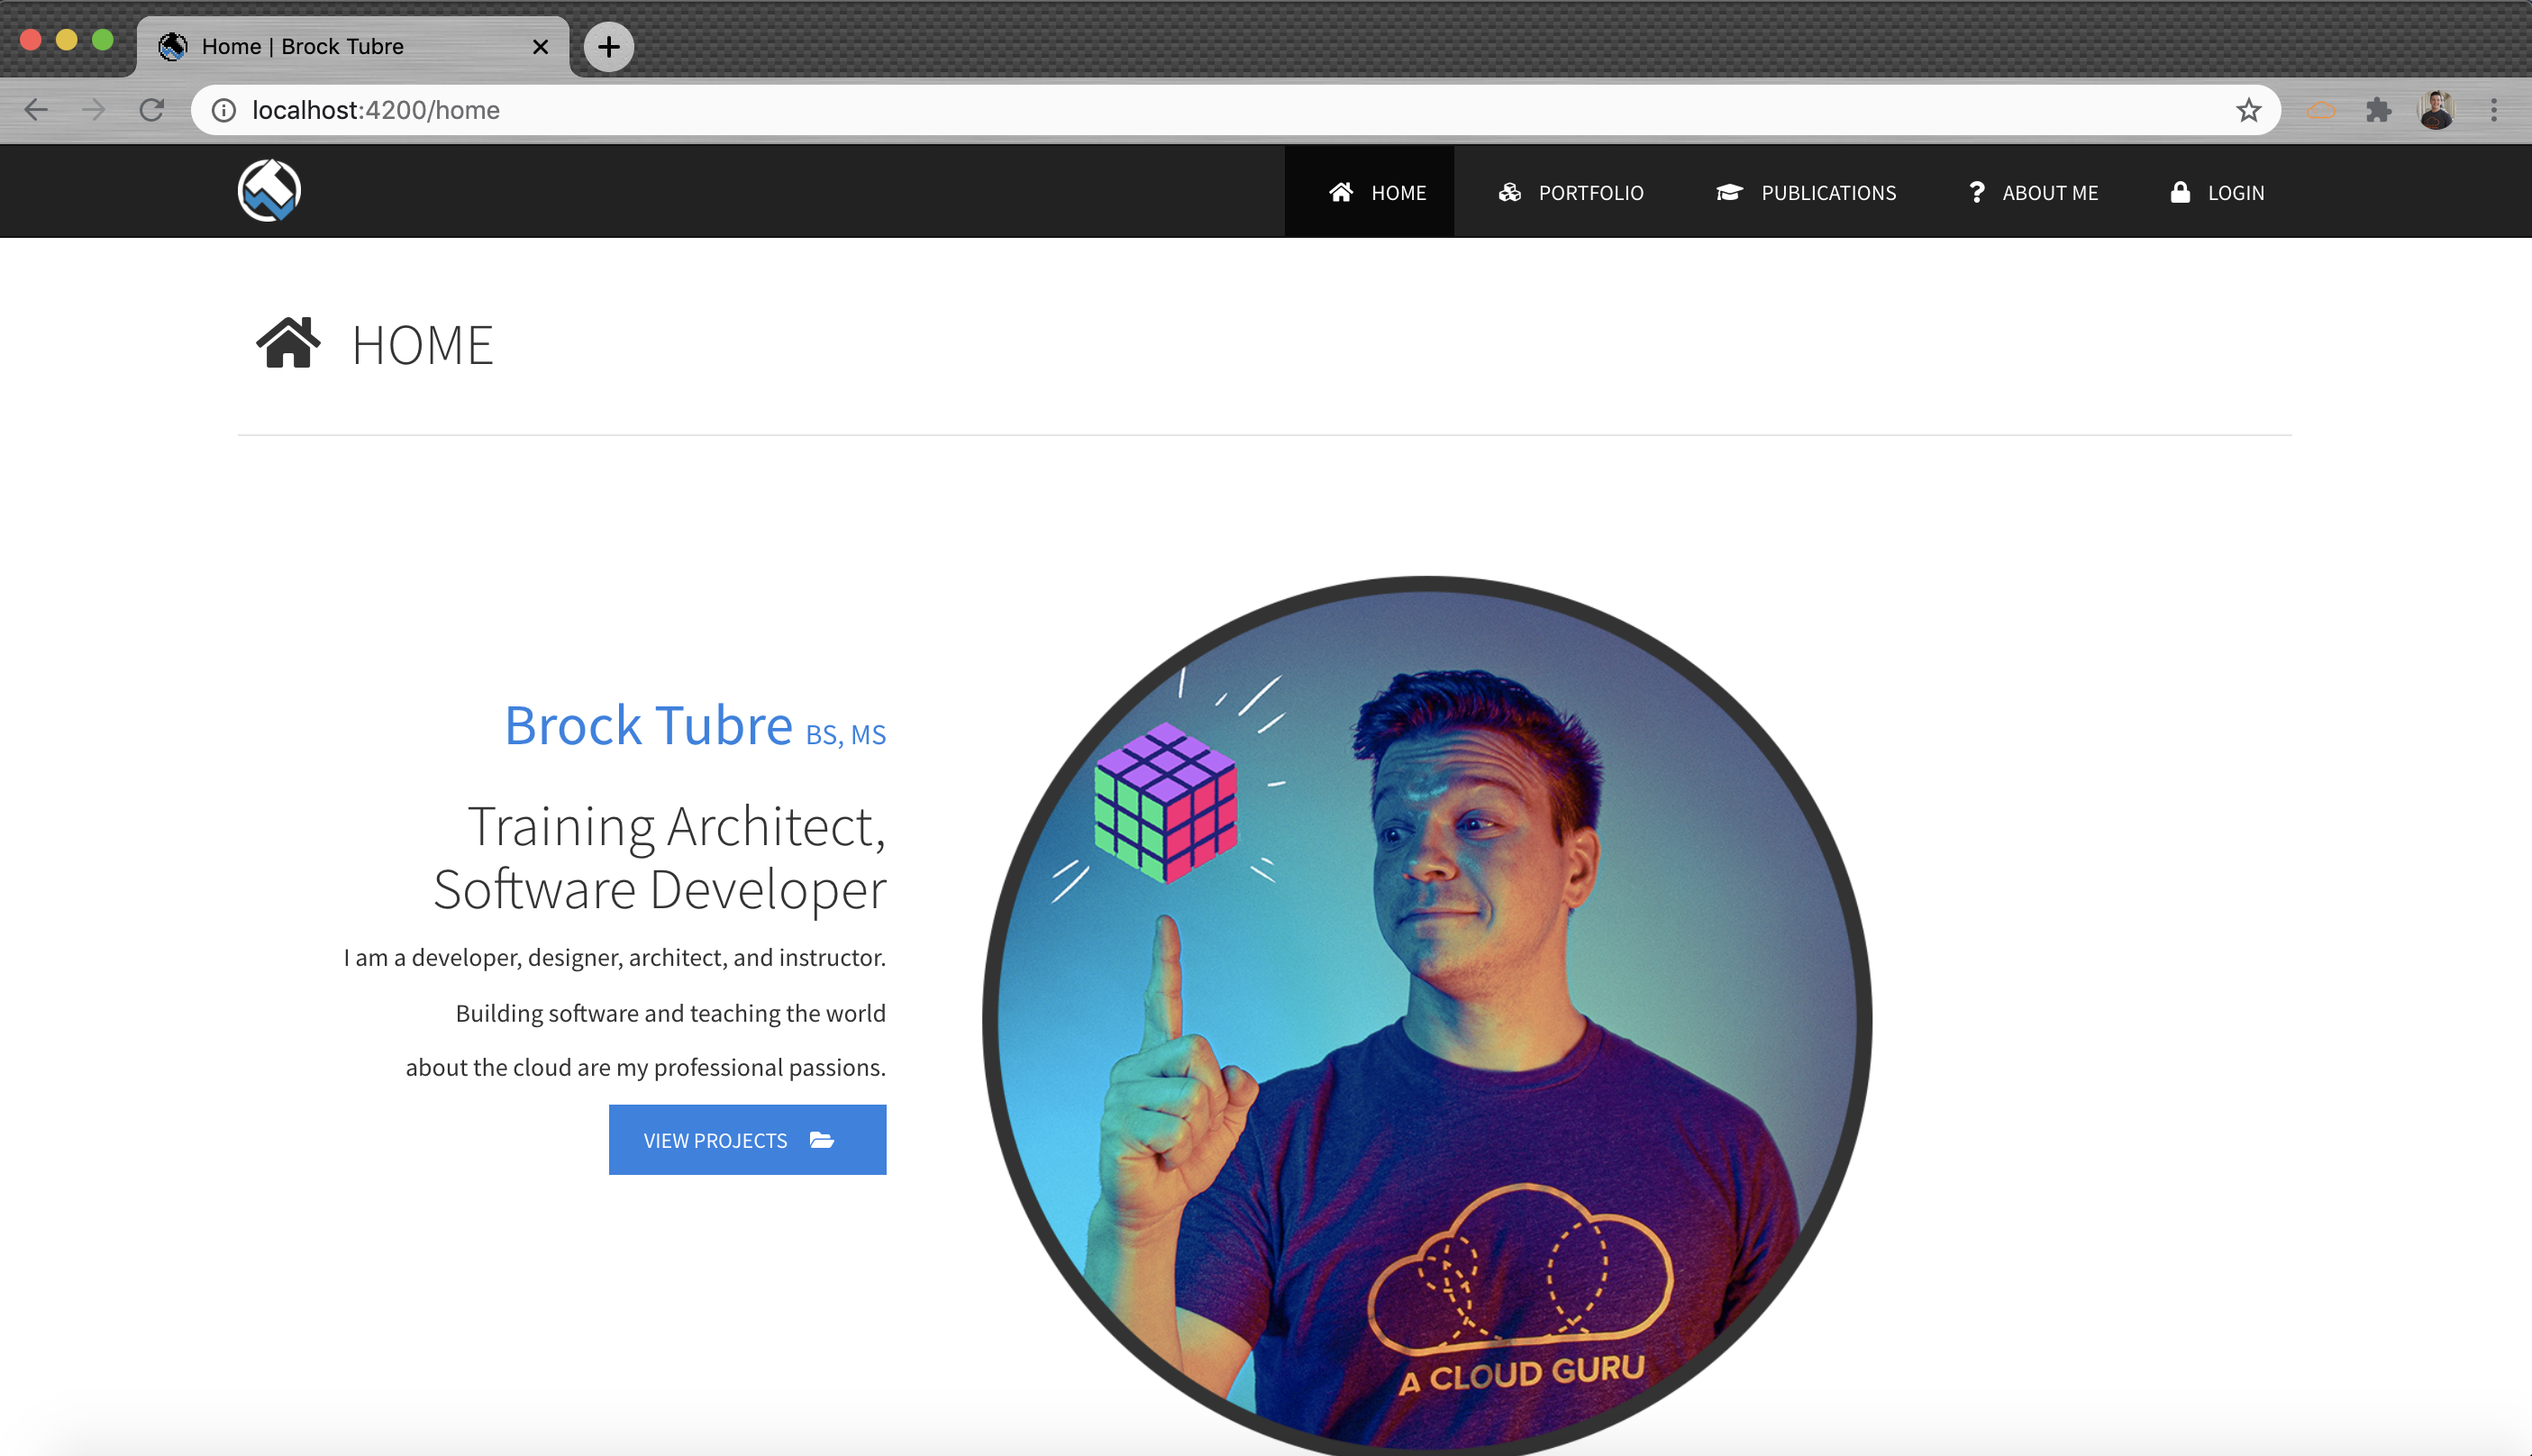 Home | Brock Tubre
localhost:4200/home
HOME PORTFOLIO PUBLICATIONS ABOUT ME LOGIN
HOME
Brock Tubre BS, MS
Training Architect,
Software Developer
I am a developer, designer, architect, and instructor.
Building software and teaching the world
about the cloud are my professional passions.
VIEW PROJECTS
A CLOUD GURU